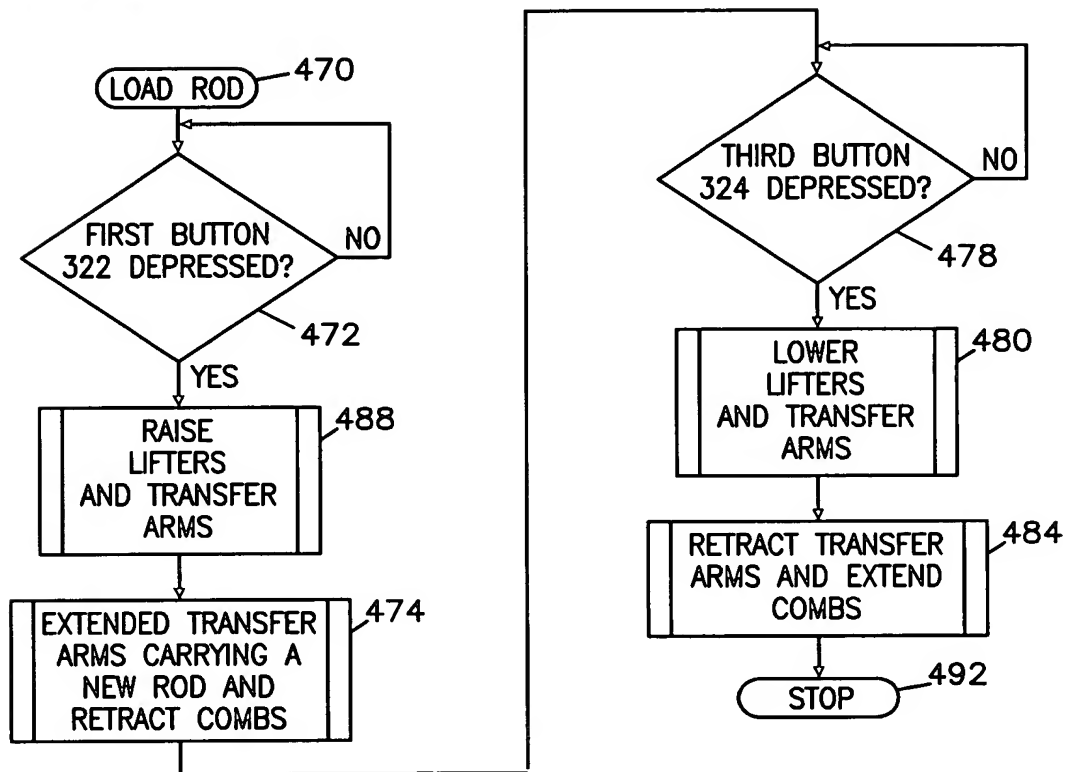 LOAD ROD
470
FIRST BUTTON
322 DEPRESSED?
NO
472
YES
RAISE
LIFTERS
AND TRANSFER
ARMS
488
EXTENDED TRANSFER
ARMS CARRYING A
NEW ROD AND
RETRACT COMBS
474
THIRD BUTTON
324 DEPRESSED?
NO
478
YES
LOWER
LIFTERS
AND TRANSFER
ARMS
480
RETRACT TRANSFER
ARMS AND EXTEND
COMBS
484
STOP
492